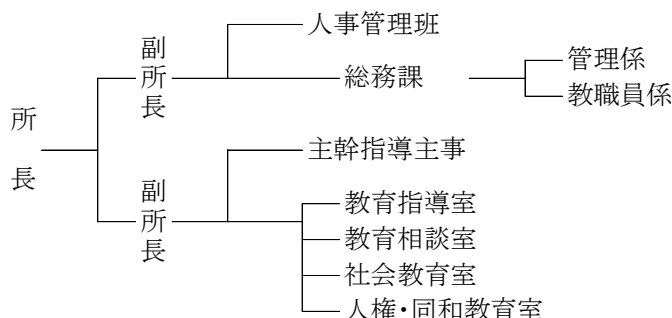 所長
副所長
人事管理班
総務課
管理係
教職員係
副所長
主幹指導主事
教育指導室
教育相談室
社会教育室
人権・同和教育室